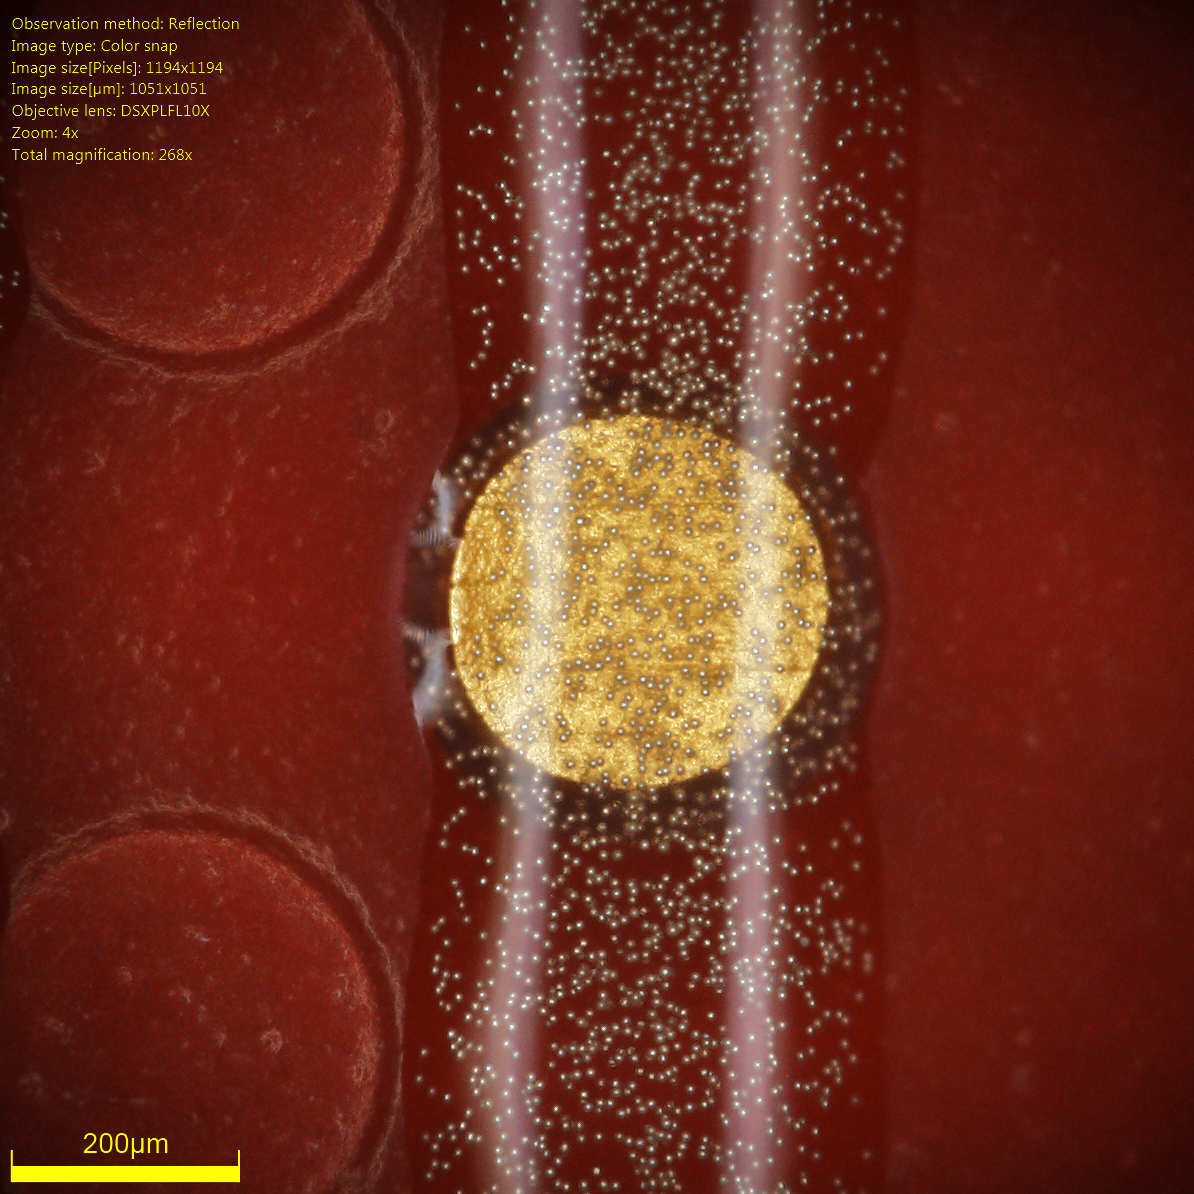 Observation method: Reflection
Image type: Color snap
Image size[Pixels]: 1194x1194
Image size[µm]: 1051x1051
Objective lens: DSXPLFL10X
Zoom: 4x
Total magnification: 268x
200µm